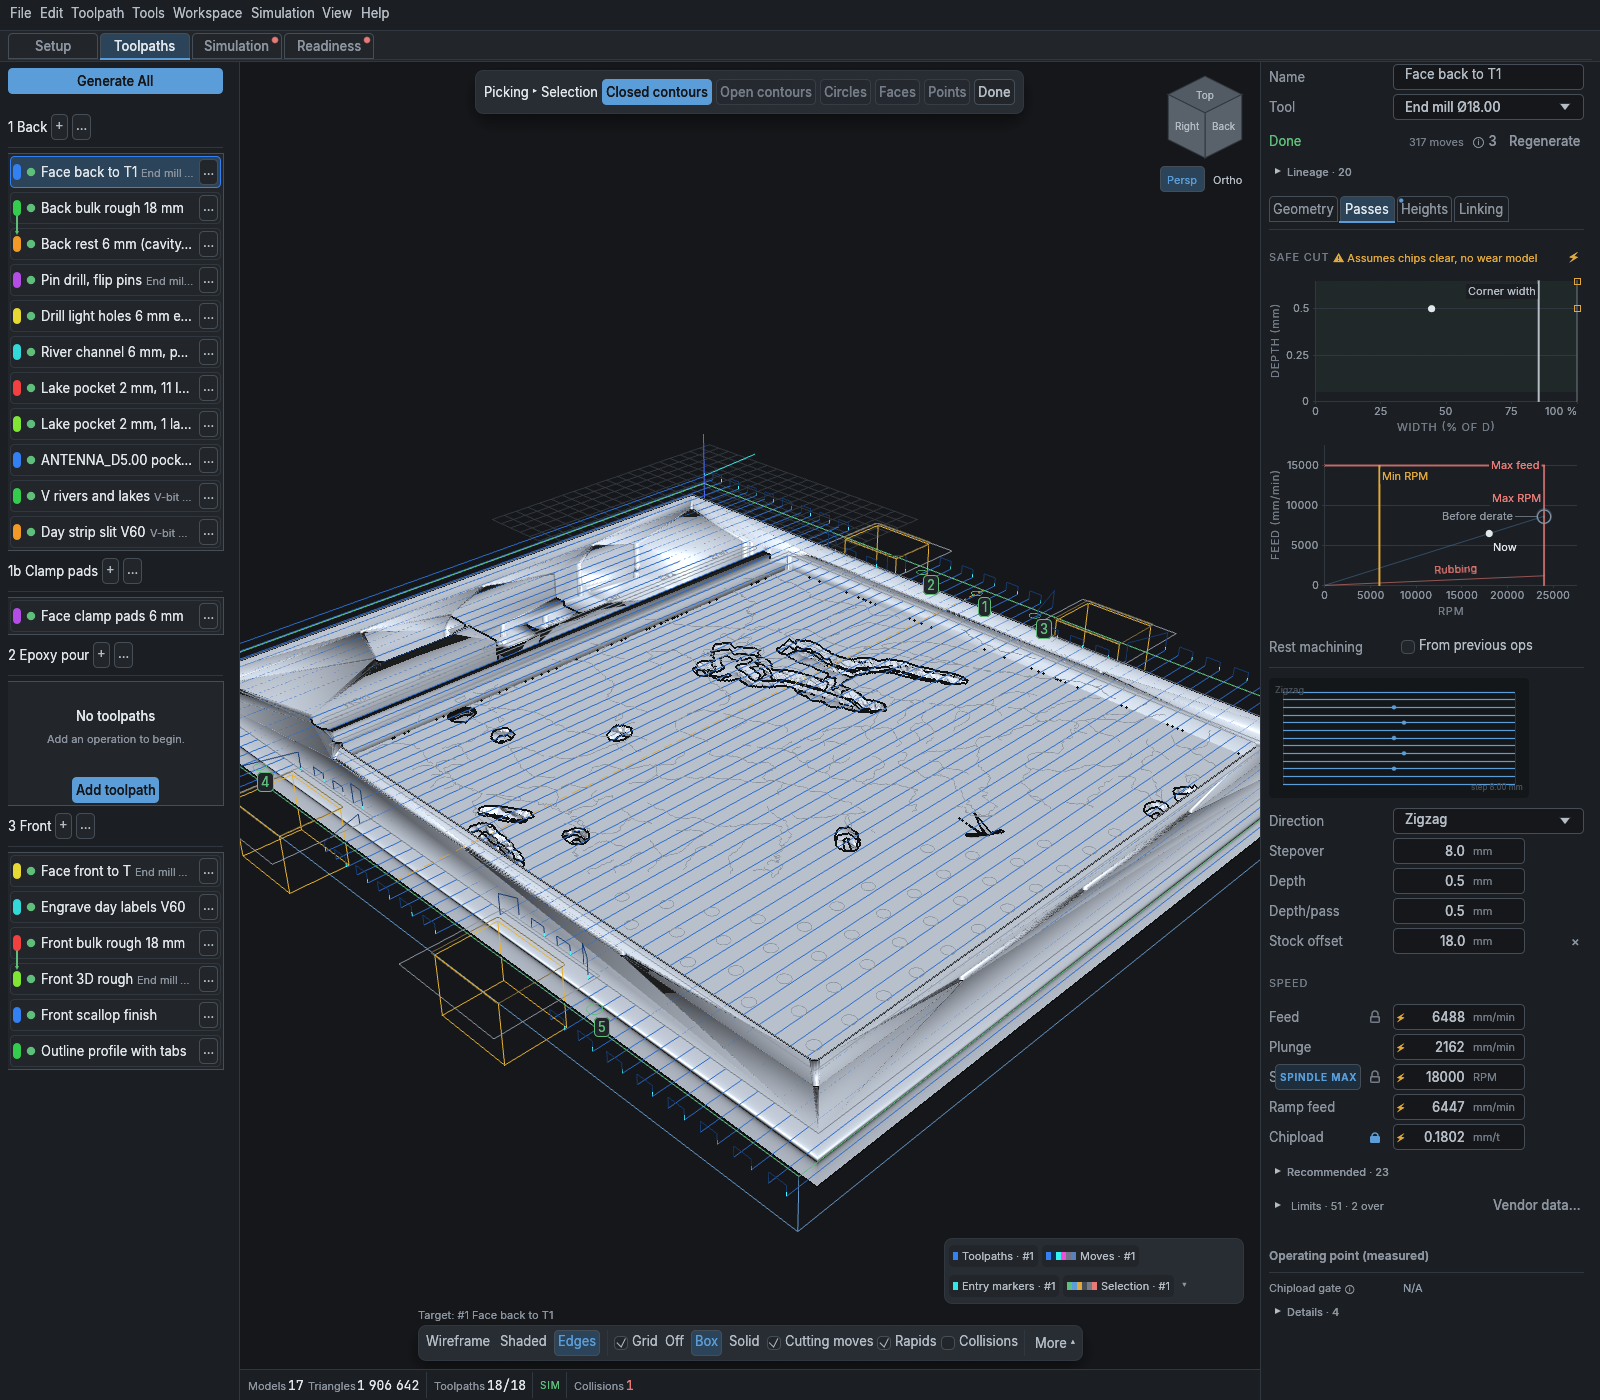 File Edit Toolpath Tools Workspace Simulation View Help
Setup Toolpaths Simulation Readiness
Generate All
1 Back + ...
Face back to T1 End mill ... ...
Back bulk rough 18 mm ...
Back rest 6 mm (cavity... ...
Pin drill, flip pins End mil... ...
Drill light holes 6 mm e... ...
River channel 6 mm, p... ...
Lake pocket 2 mm, 11 l... ...
Lake pocket 2 mm, 1 la... ...
ANTENNA_D5.00 pock... ...
V rivers and lakes V-bit ... ...
Day strip slit V60 V-bit ... ...
1b Clamp pads + ...
Face clamp pads 6 mm ...
2 Epoxy pour + ...
No toolpaths
Add an operation to begin.
Add toolpath
3 Front + ...
Face front to T End mill ... ...
Engrave day labels V60 ...
Front bulk rough 18 mm ...
Front 3D rough End mill ... ...
Front scallop finish ...
Outline profile with tabs ...
Picking ‣ Selection Closed contours Open contours Circles Faces Points Done
Top
Right Back
Persp Ortho
2
1
3
4
5
Toolpaths · #1 Moves · #1
Entry markers · #1 Selection · #1
Target: #1 Face back to T1
Wireframe Shaded Edges Grid Off Box Solid Cutting moves Rapids Collisions More
Models 17 Triangles 1 906 642 Toolpaths 18/18 SIM Collisions 1
Name Face back to T1
Tool End mill Ø18.00
Done 317 moves 3 Regenerate
Lineage · 20
Geometry Passes Heights Linking
SAFE CUT Assumes chips clear, no wear model
Corner width
DEPTH (mm)
0.5
0.25
0
0 25 50 75 100 %
WIDTH (% OF D)
FEED (mm/min)
15000
10000
5000
0
Max feed
Min RPM
Max RPM
Before derate
Now
Rubbing
0 5000 10000 15000 20000 25000
RPM
Rest machining From previous ops
Zigzag
step 8.00 mm
Direction Zigzag
Stepover 8.0 mm
Depth 0.5 mm
Depth/pass 0.5 mm
Stock offset 18.0 mm ×
SPEED
Feed 6488 mm/min
Plunge 2162 mm/min
S SPINDLE MAX 18000 RPM
Ramp feed 6447 mm/min
Chipload 0.1802 mm/t
Recommended · 23
Limits · 51 · 2 over Vendor data...
Operating point (measured)
Chipload gate N/A
Details · 4